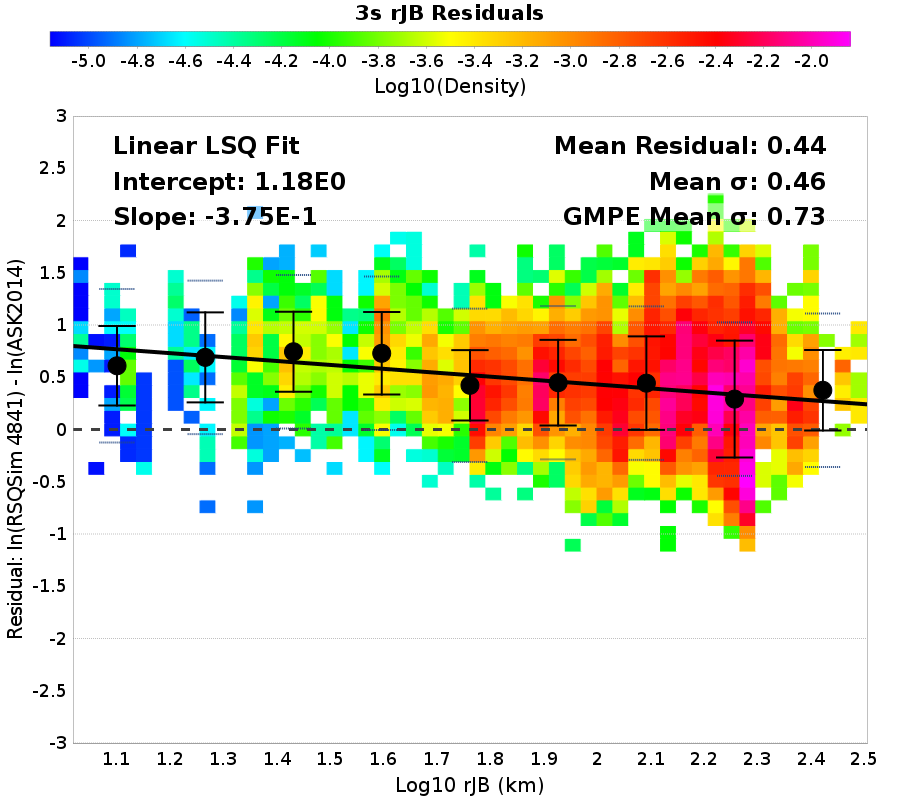 3s rJB Residuals
-5.0 -4.8 -4.6 -4.4 -4.2 -4.0 -3.8 -3.6 -3.4 -3.2 -3.0 -2.8 -2.6 -2.4 -2.2 -2.0
Log10(Density)
Linear LSQ Fit
Intercept: 1.18E0
Slope: -3.75E-1
Mean Residual: 0.44
Mean σ: 0.46
GMPE Mean σ: 0.73
Residual: ln(RSQSim 4841) - ln(ASK2014)
3
2.5
2
1.5
1
0.5
0
-0.5
-1
-1.5
-2
-2.5
-3
1.1 1.2 1.3 1.4 1.5 1.6 1.7 1.8 1.9 2 2.1 2.2 2.3 2.4 2.5
Log10 rJB (km)